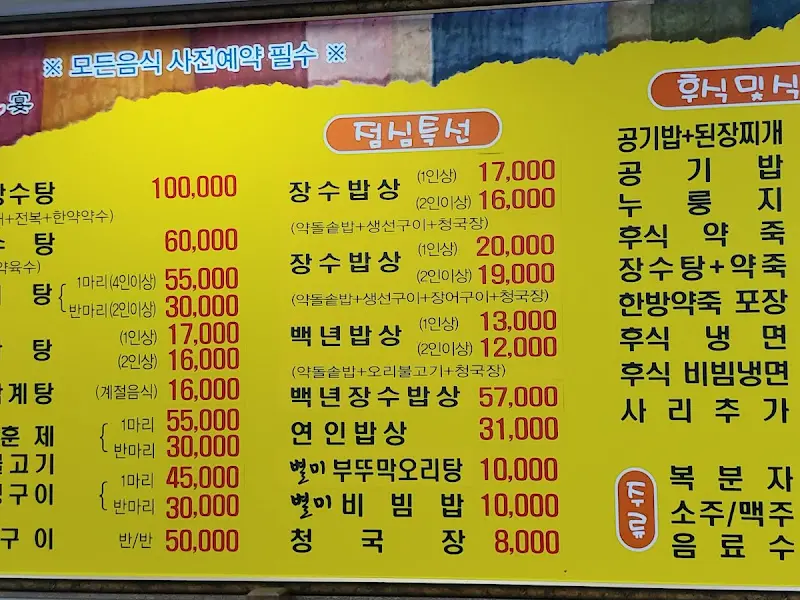 ※ 모든음식 사전예약 필수 ※
宴
장수탕 100,000
+전복+한약약수)
탕 60,000
약육수)
탕 1마리(4인이상) 55,000
반마리(2인이상) 30,000
탕 (1인상) 17,000
(2인상) 16,000
계탕 (계절음식) 16,000
훈제 1마리 55,000
반마리 30,000
불고기
구이 1마리 45,000
반마리 30,000
구이 반/반 50,000
점심특선
장수밥상 (1인상) 17,000
(2인이상) 16,000
(약돌솥밥+생선구이+청국장)
장수밥상 (1인상) 20,000
(2인이상) 19,000
(약돌솥밥+생선구이+장어구이+청국장)
백년밥상 (1인상) 13,000
(2인이상) 12,000
(약돌솥밥+오리불고기+청국장)
백년장수밥상 57,000
연인밥상 31,000
별미 부뚜막오리탕 10,000
별미 비빔밥 10,000
청국장 8,000
후식 및 식
공기밥+된장찌개
공기밥
누룽지
후식약죽
장수탕+약죽
한방약죽 포장
후식냉면
후식 비빔냉면
사리추가
복분자
소주/맥주
음료수